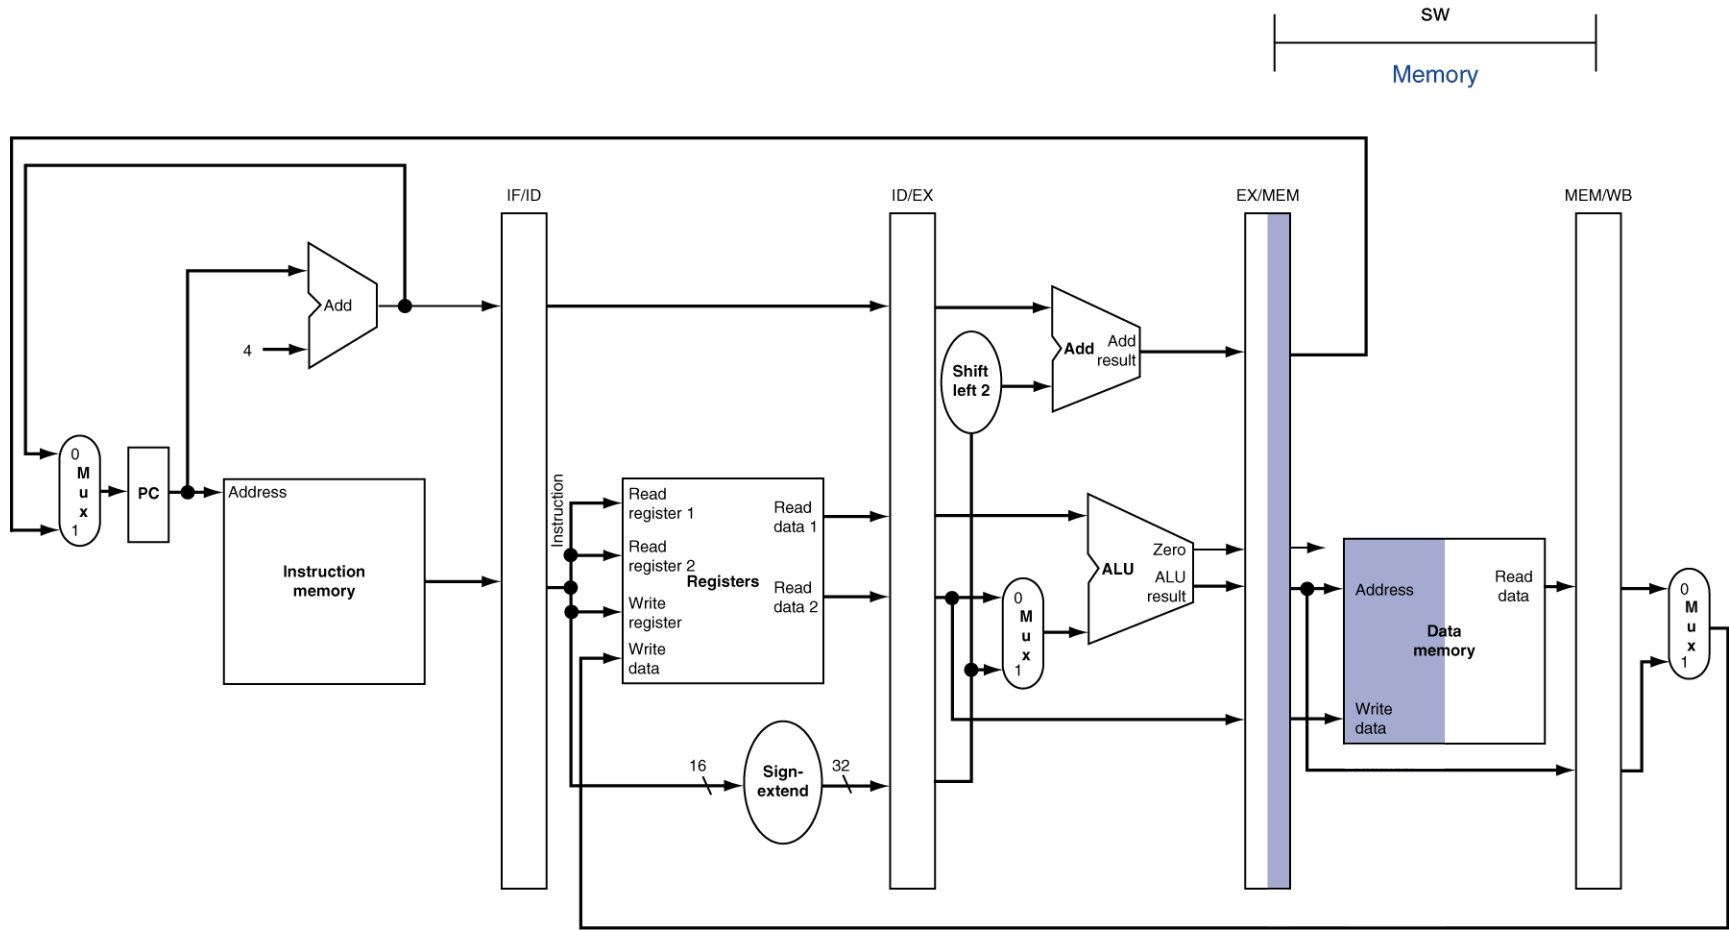 SW
Memory
IF/ID
ID/EX
EX/MEM
MEM/WB
Add
4
Shift
left 2
Add
Add
result
0
M
u
x
1
PC
Address
Instruction
memory
Instruction
Read
register 1
Read
register 2
Write
register
Write
data
Registers
Read
data 1
Read
data 2
16
Sign-
extend
32
0
M
u
x
1
Zero
ALU
ALU
result
Address
Read
data
Data
memory
Write
data
0
M
u
x
1